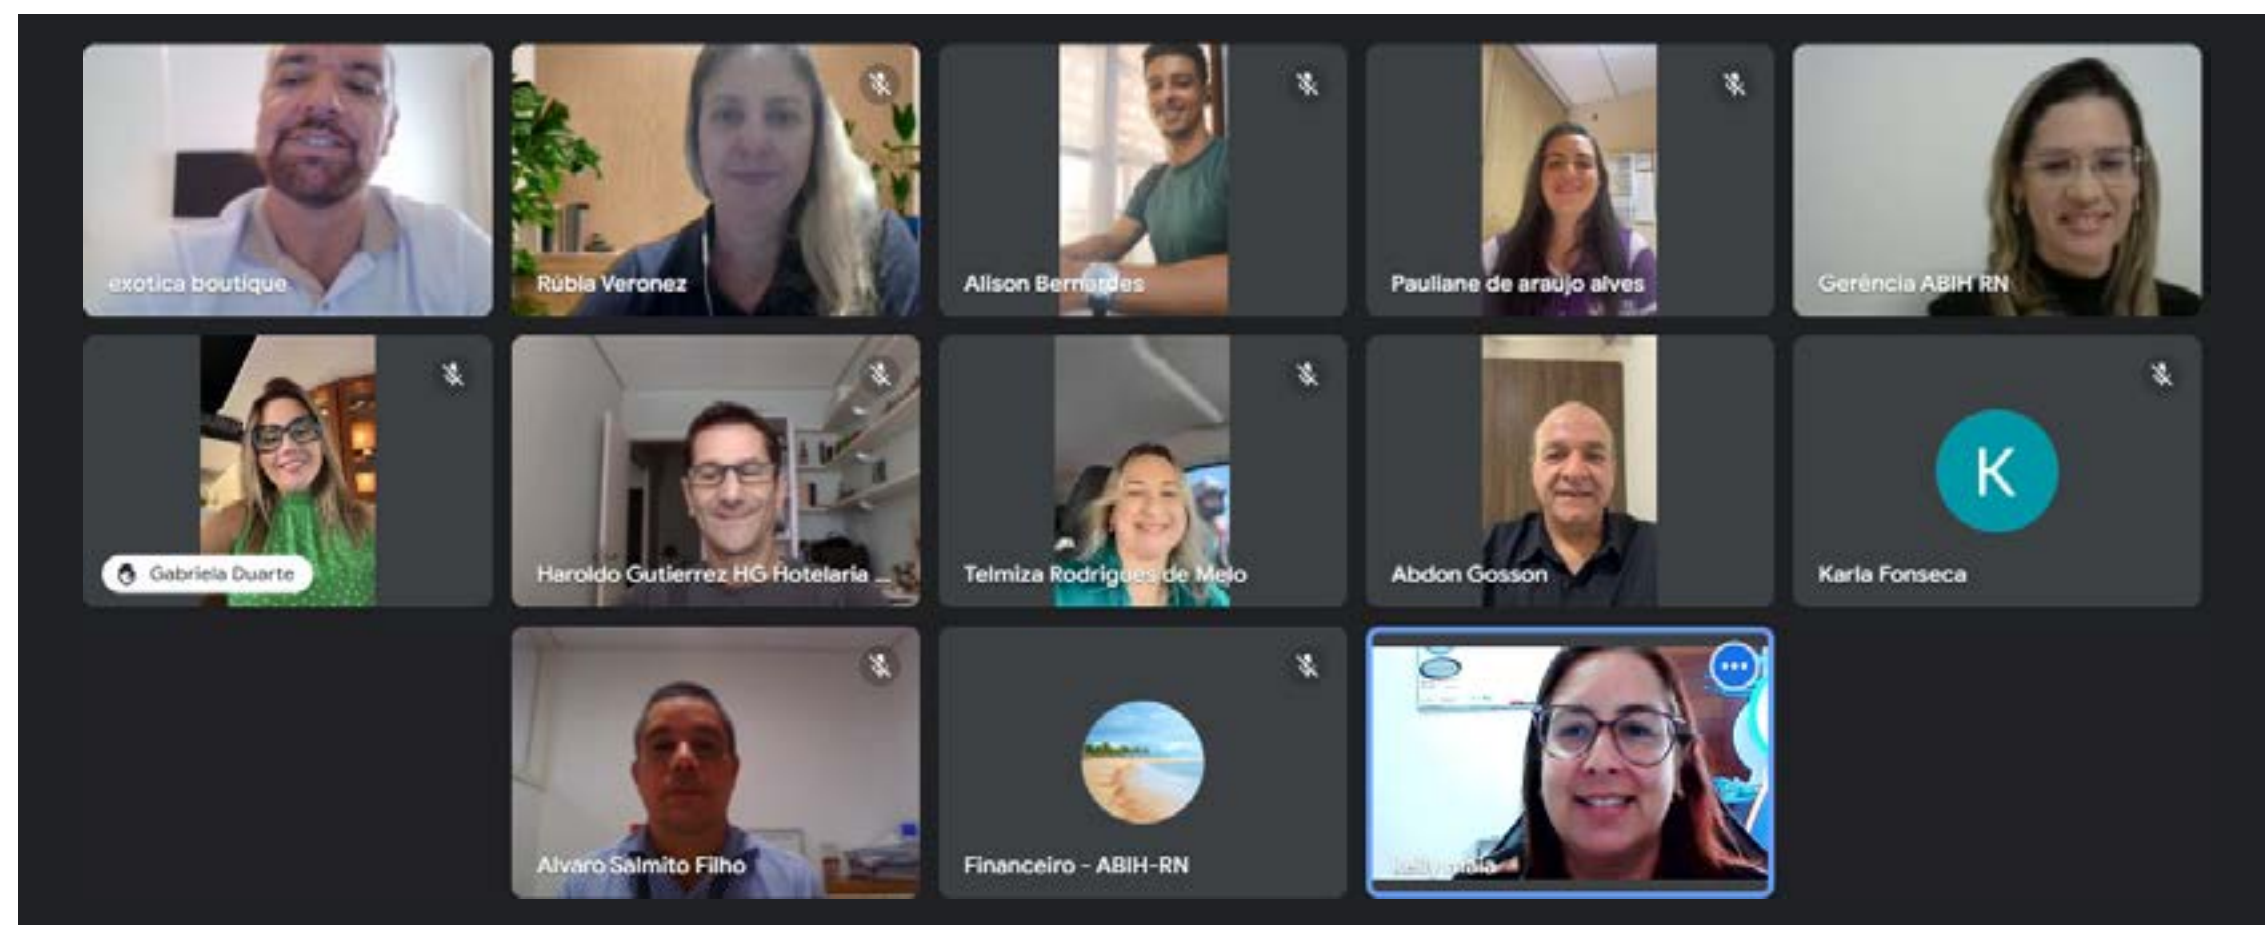 exotica boutique
Rúbia Veronez
Alison Bernardes
Pauliane de araujo alves
Gerência ABIH RN
Gabriela Duarte
Haroldo Gutierrez HG Hotelaria ...
Telmiza Rodrigues de Melo
Abdon Gosson
K
Karla Fonseca
Alvaro Salmito Filho
Financeiro - ABIH-RN